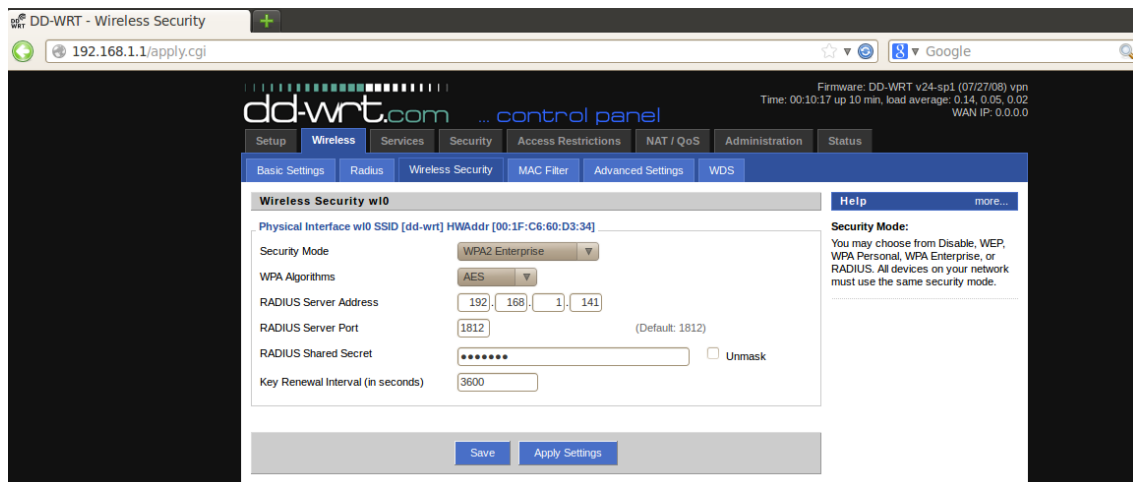 DD-WRT - Wireless Security
192.168.1.1/apply.cgi
Google
dd-wrt.com ... control panel
Firmware: DD-WRT v24-sp1 (07/27/08) vpn
Time: 00:10:17 up 10 min, load average: 0.14, 0.05, 0.02
WAN IP: 0.0.0.0
Setup Wireless Services Security Access Restrictions NAT / QoS Administration Status
Basic Settings Radius Wireless Security MAC Filter Advanced Settings WDS
Wireless Security wl0
Physical Interface wl0 SSID [dd-wrt] HWAddr [00:1F:C6:60:D3:34]
Security Mode WPA2 Enterprise
WPA Algorithms AES
RADIUS Server Address 192. 168. 1. 141
RADIUS Server Port 1812 (Default: 1812)
RADIUS Shared Secret ●●●●●●● Unmask
Key Renewal Interval (in seconds) 3600
Save Apply Settings
Help more...
Security Mode:
You may choose from Disable, WEP,
WPA Personal, WPA Enterprise, or
RADIUS. All devices on your network
must use the same security mode.